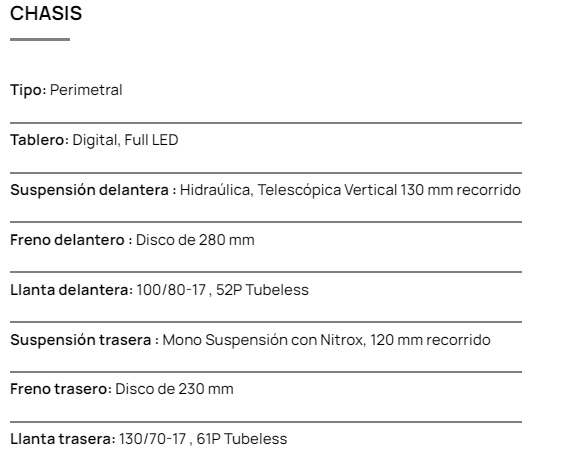 CHASIS
Tipo: Perimetral
Tablero: Digital, Full LED
Suspensión delantera : Hidraúlica, Telescópica Vertical 130 mm recorrido
Freno delantero : Disco de 280 mm
Llanta delantera: 100/80-17 , 52P Tubeless
Suspensión trasera : Mono Suspensión con Nitrox, 120 mm recorrido
Freno trasero: Disco de 230 mm
Llanta trasera: 130/70-17 , 61P Tubeless